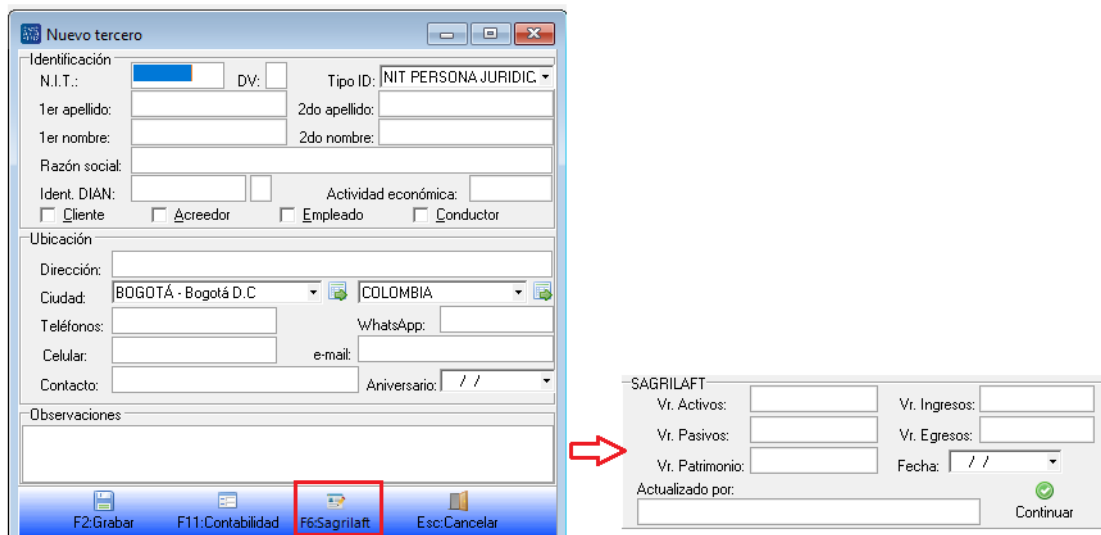 Nuevo tercero
Identificación
N.I.T.: DV: Tipo ID: NIT PERSONA JURIDIC
1er apellido: 2do apellido:
1er nombre: 2do nombre:
Razón social:
Ident. DIAN: Actividad económica:
Cliente Acreedor Empleado Conductor
Ubicación
Dirección:
Ciudad: BOGOTÁ - Bogotá D.C COLOMBIA
Teléfonos: WhatsApp:
Celular: e-mail:
Contacto: Aniversario: / /
Observaciones
F2:Grabar F11:Contabilidad F6:Sagrilaft Esc:Cancelar
SAGRILAFT
Vr. Activos: Vr. Ingresos:
Vr. Pasivos: Vr. Egresos:
Vr. Patrimonio: Fecha: / /
Actualizado por:
Continuar